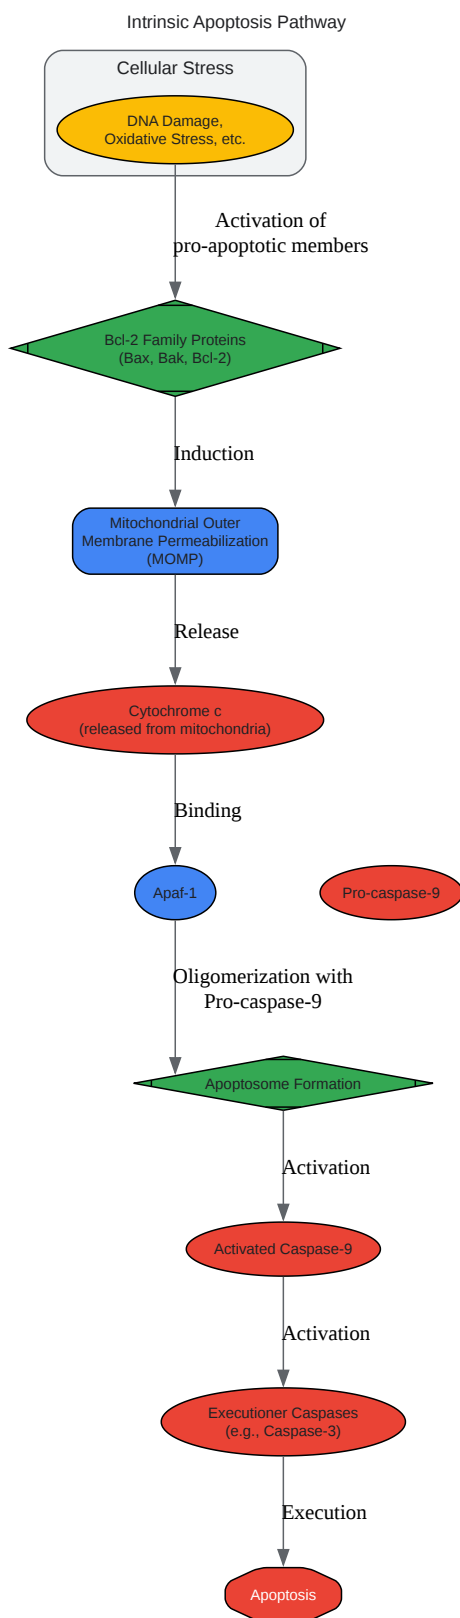 Intrinsic Apoptosis Pathway
Cellular Stress
DNA Damage,
Oxidative Stress, etc.
Activation of
pro-apoptotic members
Bcl-2 Family Proteins
(Bax, Bak, Bcl-2)
Induction
Mitochondrial Outer
Membrane Permeabilization
(MOMP)
Release
Cytochrome c
(released from mitochondria)
Binding
Apaf-1
Pro-caspase-9
Oligomerization with
Pro-caspase-9
Apoptosome Formation
Activation
Activated Caspase-9
Activation
Executioner Caspases
(e.g., Caspase-3)
Execution
Apoptosis